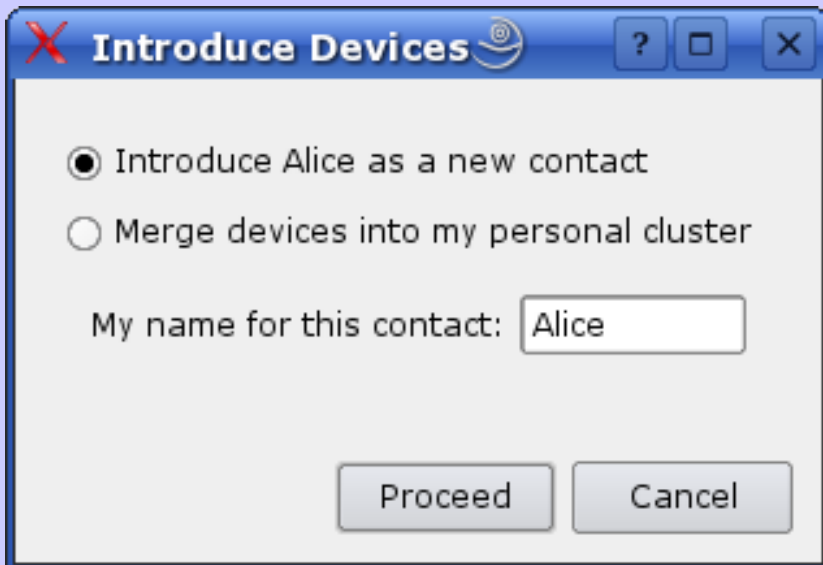 Introduce Devices
Introduce Alice as a new contact
Merge devices into my personal cluster
My name for this contact: Alice
Proceed Cancel